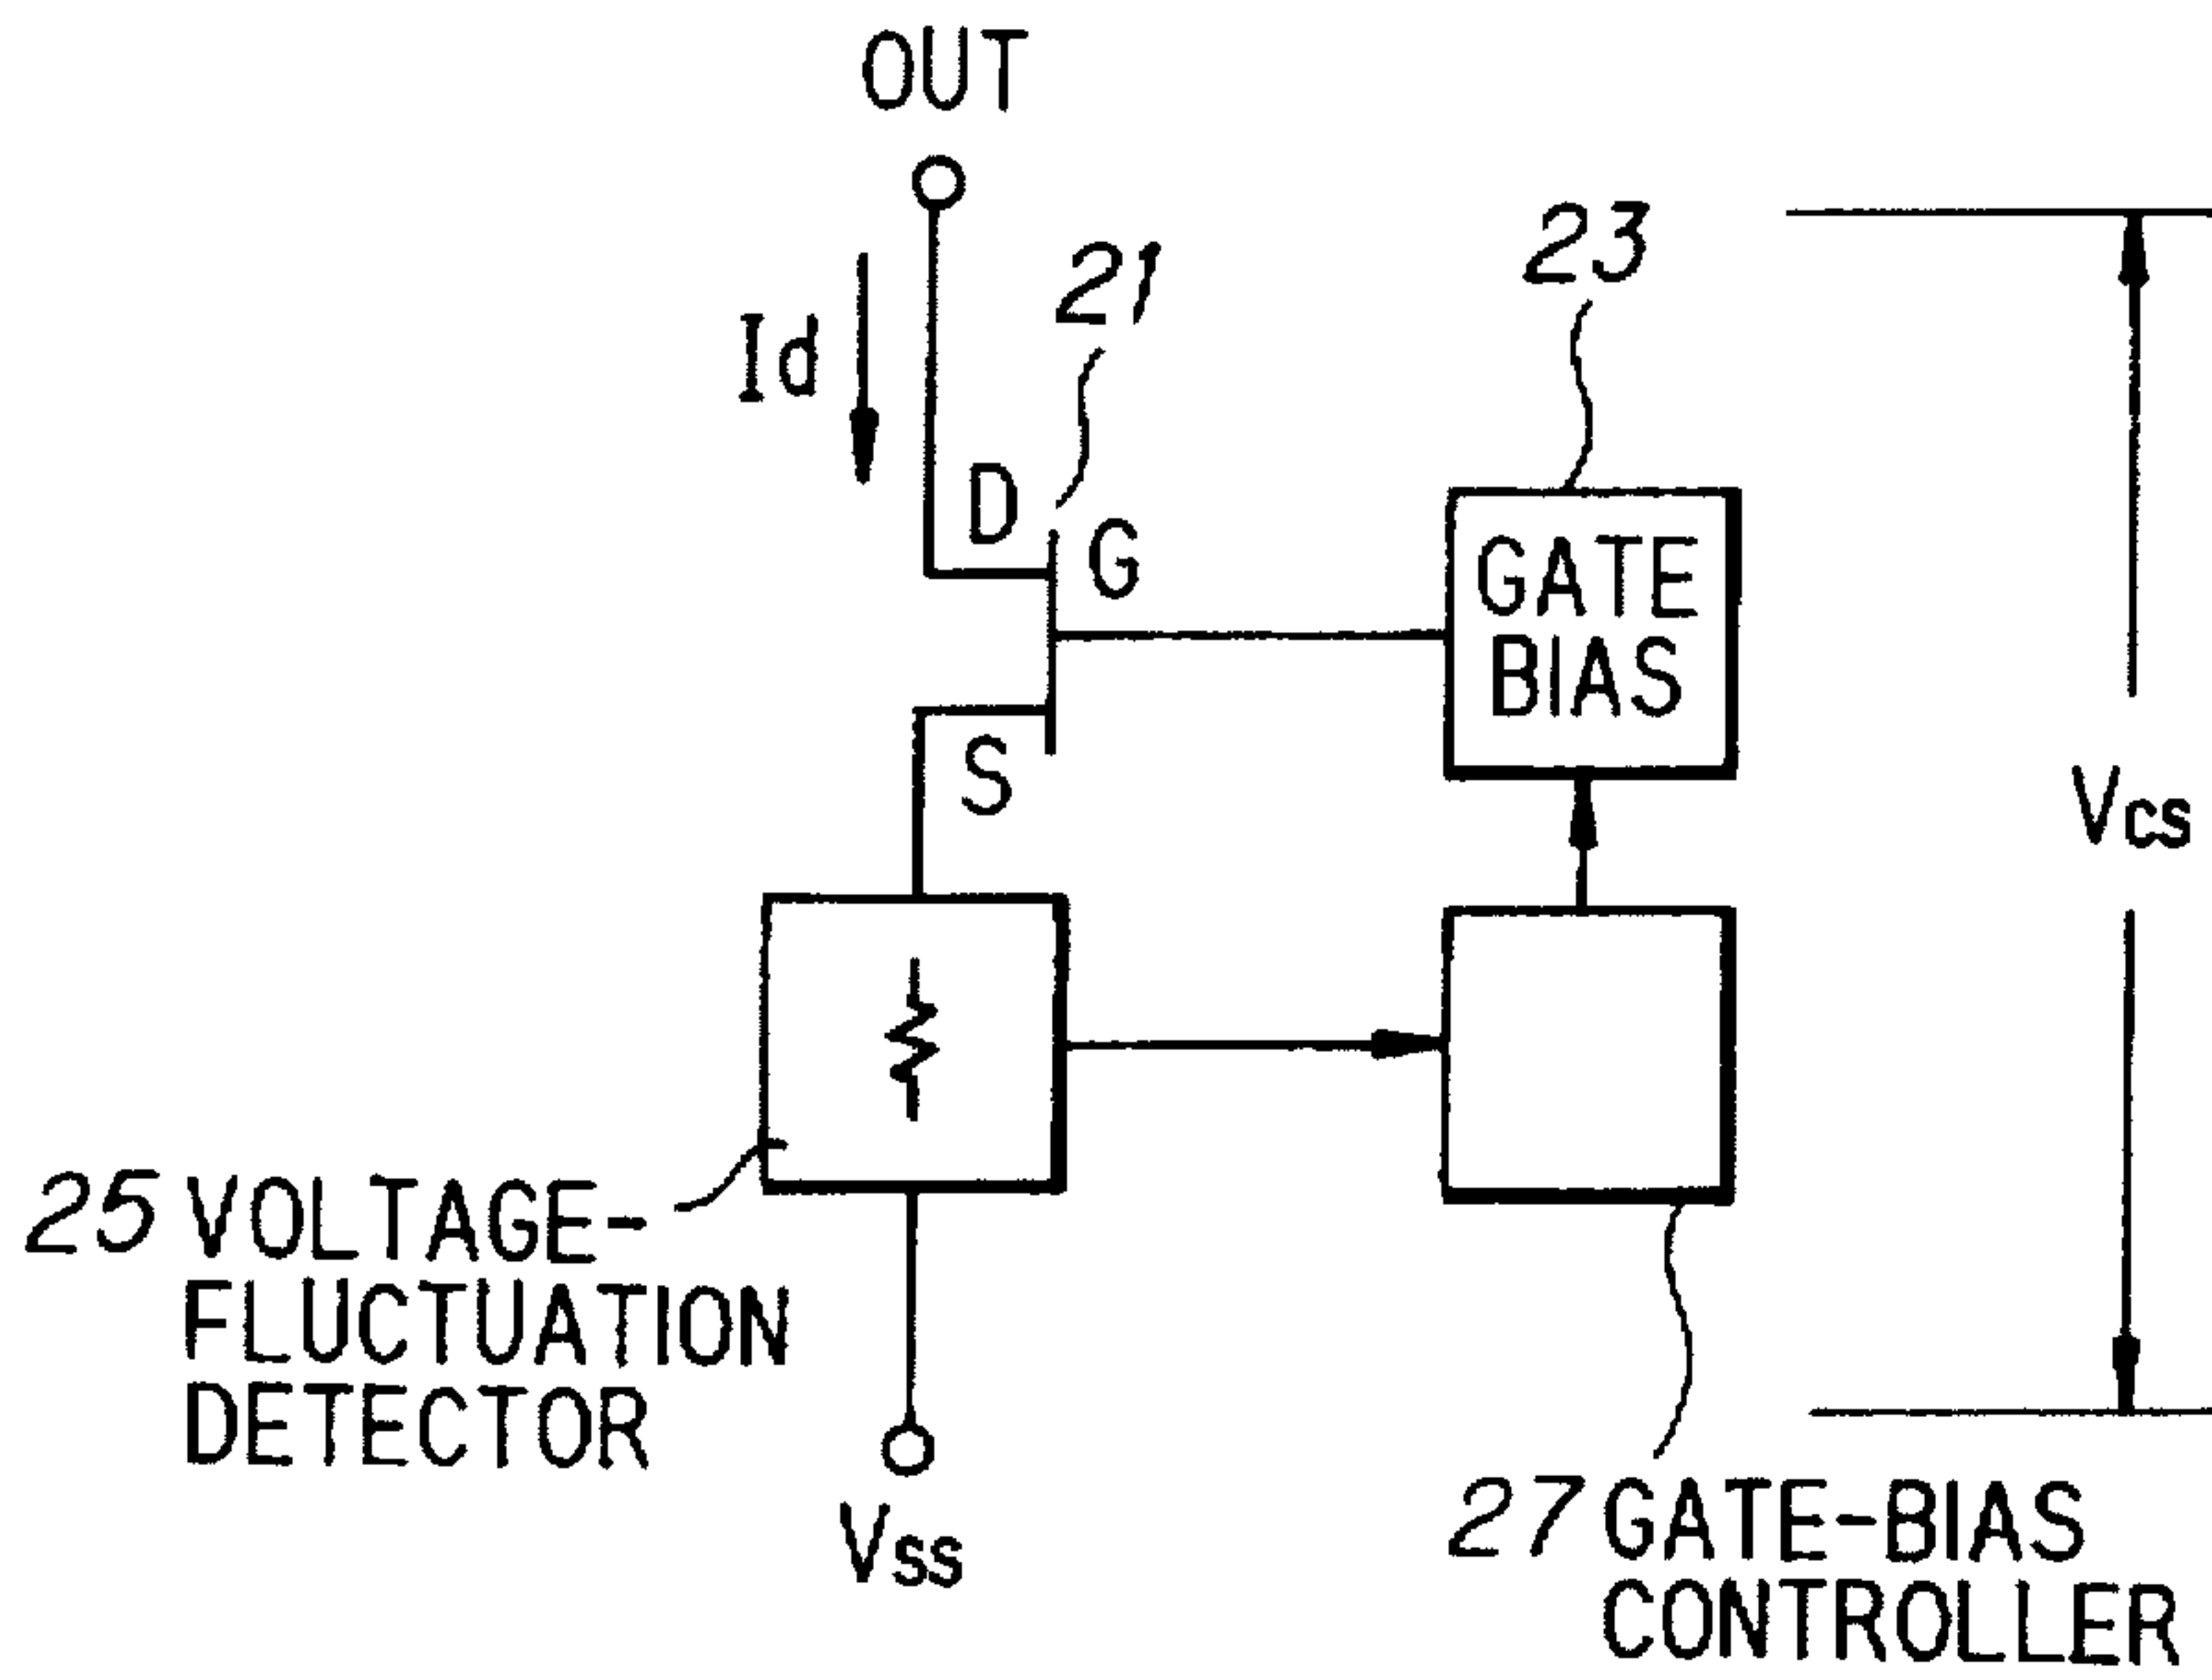 OUT
23
21
Id
D
G
GATE
BIAS
S
Vcs
25 VOLTAGE-
FLUCTUATION
DETECTOR
Vss
27 GATE-BIAS
CONTROLLER